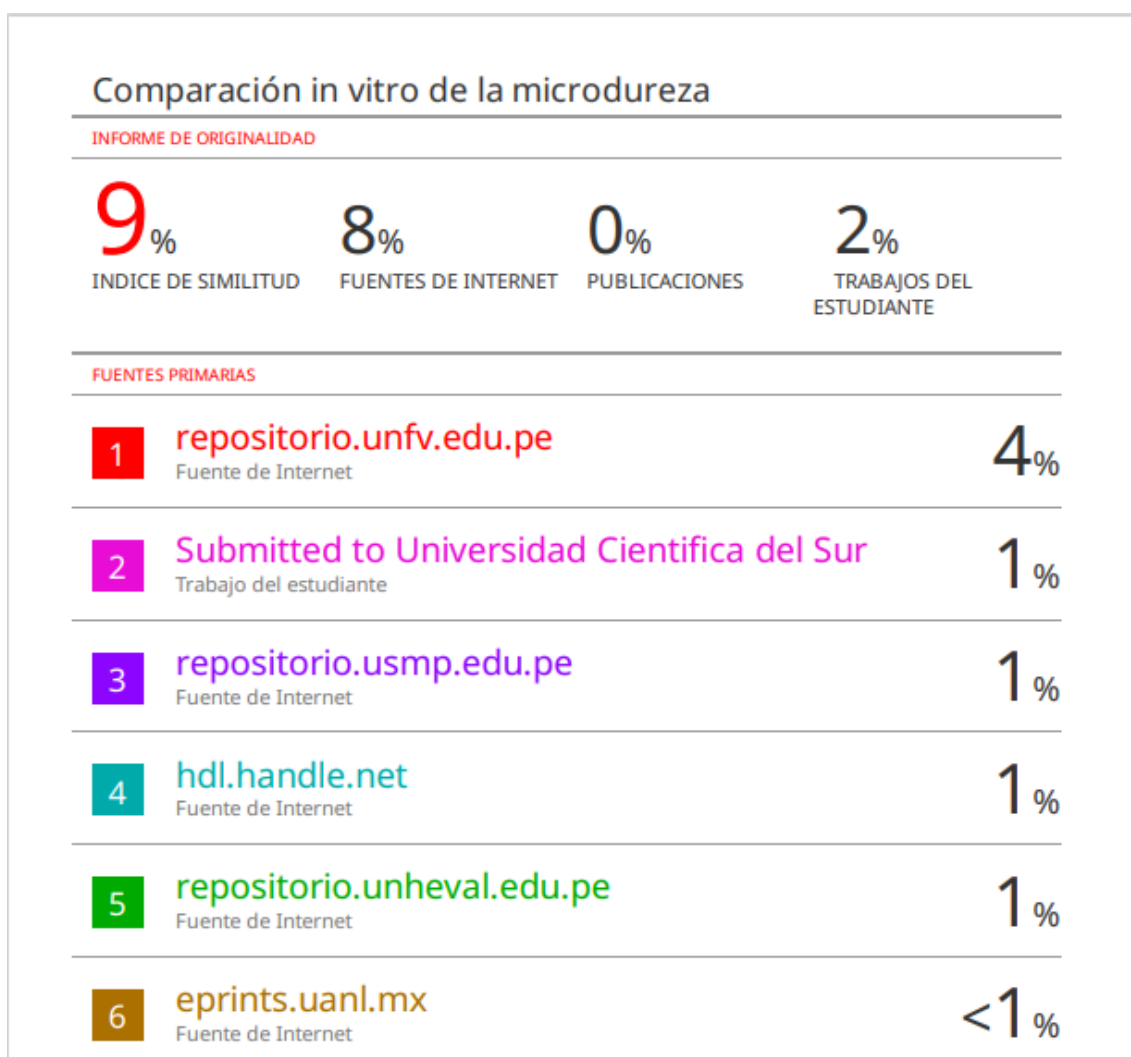 Comparación in vitro de la microdureza
INFORME DE ORIGINALIDAD
9% 8% 0% 2%
INDICE DE SIMILITUD FUENTES DE INTERNET PUBLICACIONES TRABAJOS DEL
ESTUDIANTE
FUENTES PRIMARIAS
1 repositorio.unfv.edu.pe 4%
Fuente de Internet
2 Submitted to Universidad Cientifica del Sur 1%
Trabajo del estudiante
3 repositorio.usmp.edu.pe 1%
Fuente de Internet
4 hdl.handle.net 1%
Fuente de Internet
5 repositorio.unheval.edu.pe 1%
Fuente de Internet
6 eprints.uanl.mx <1%
Fuente de Internet